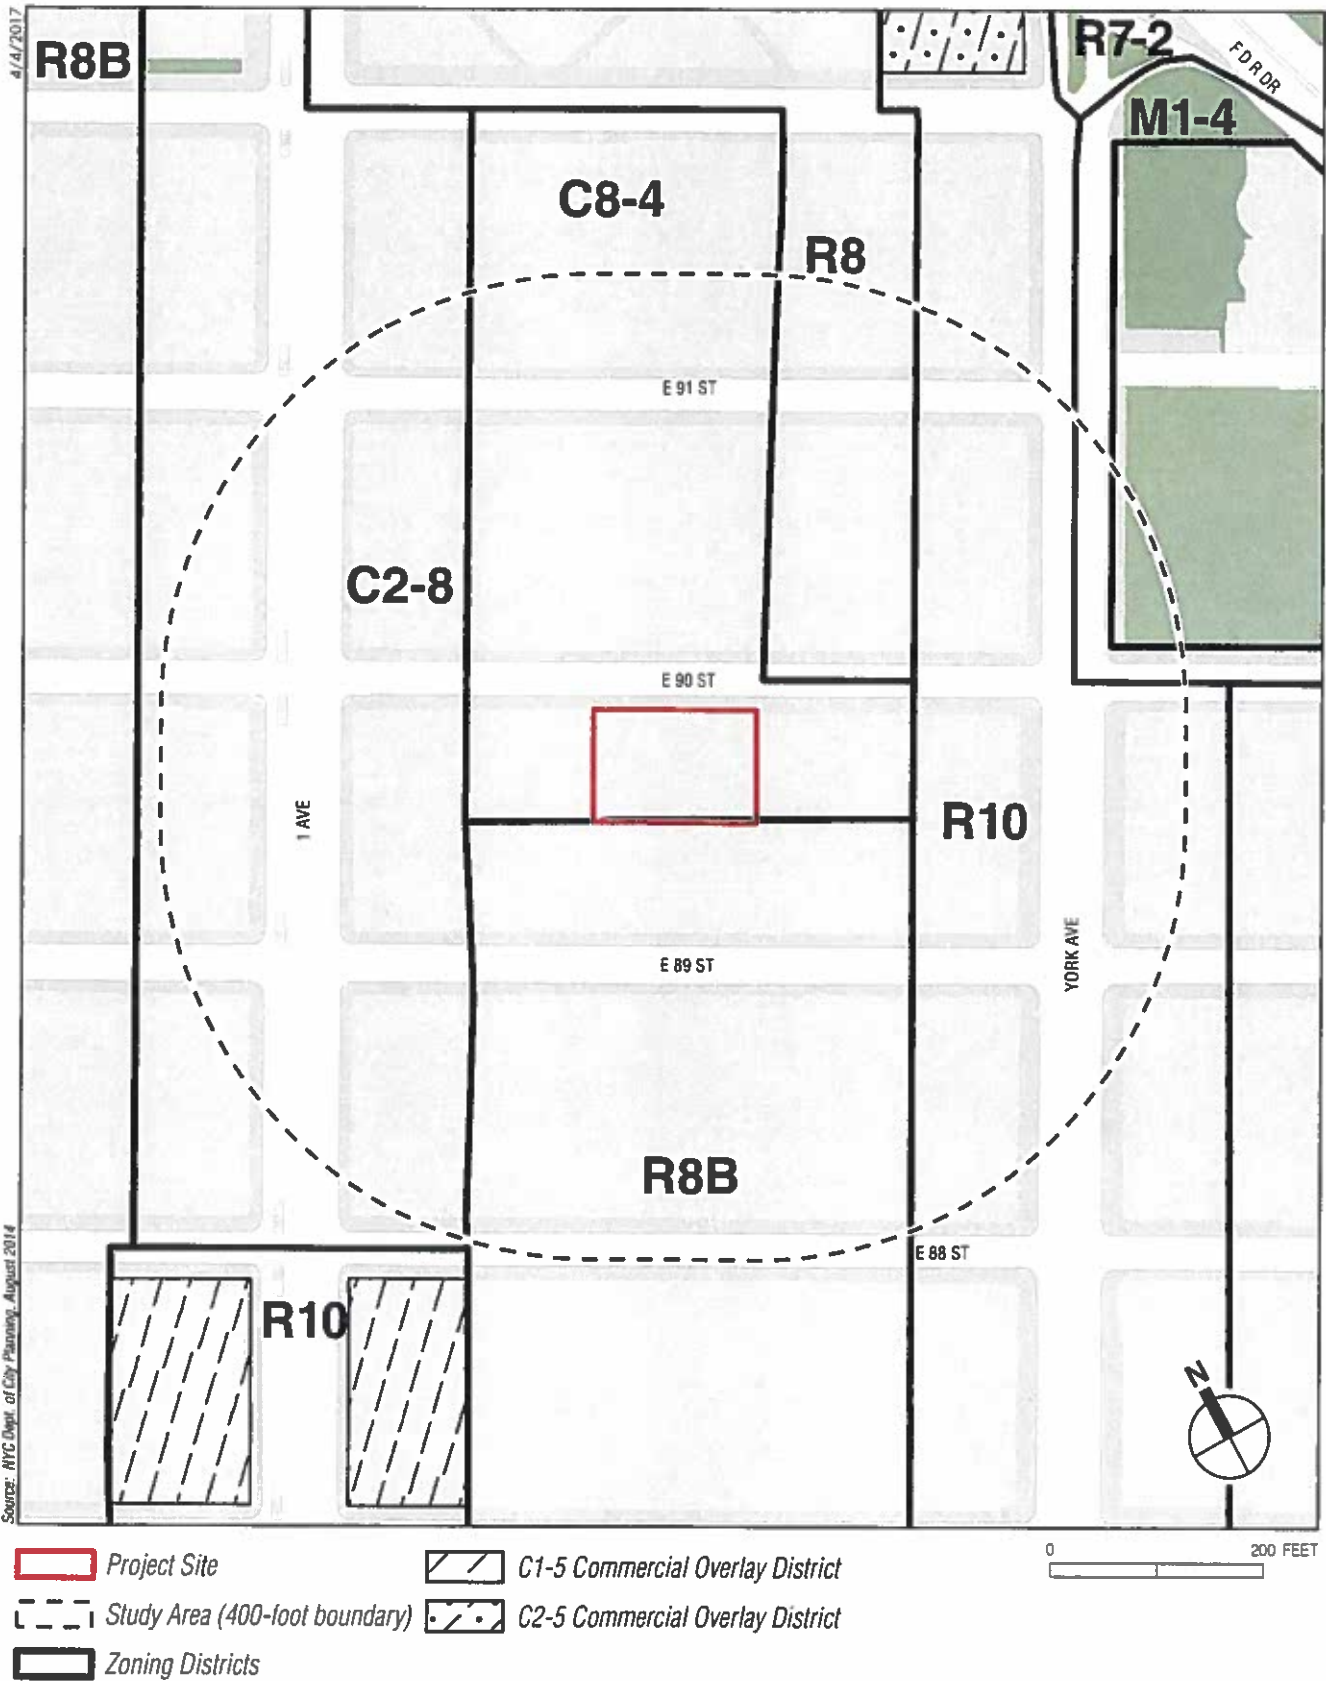 4/4/2017
R8B
R7-2
F D R DR
M1-4
C8-4
R8
E 91 ST
C2-8
E 90 ST
1 AVE
R10
YORK AVE
E 89 ST
R8B
E 88 ST
R10
N
Source: NYC Dept. of City Planning, August 2014
0 200 FEET
Project Site
C1-5 Commercial Overlay District
Study Area (400-foot boundary)
C2-5 Commercial Overlay District
Zoning Districts